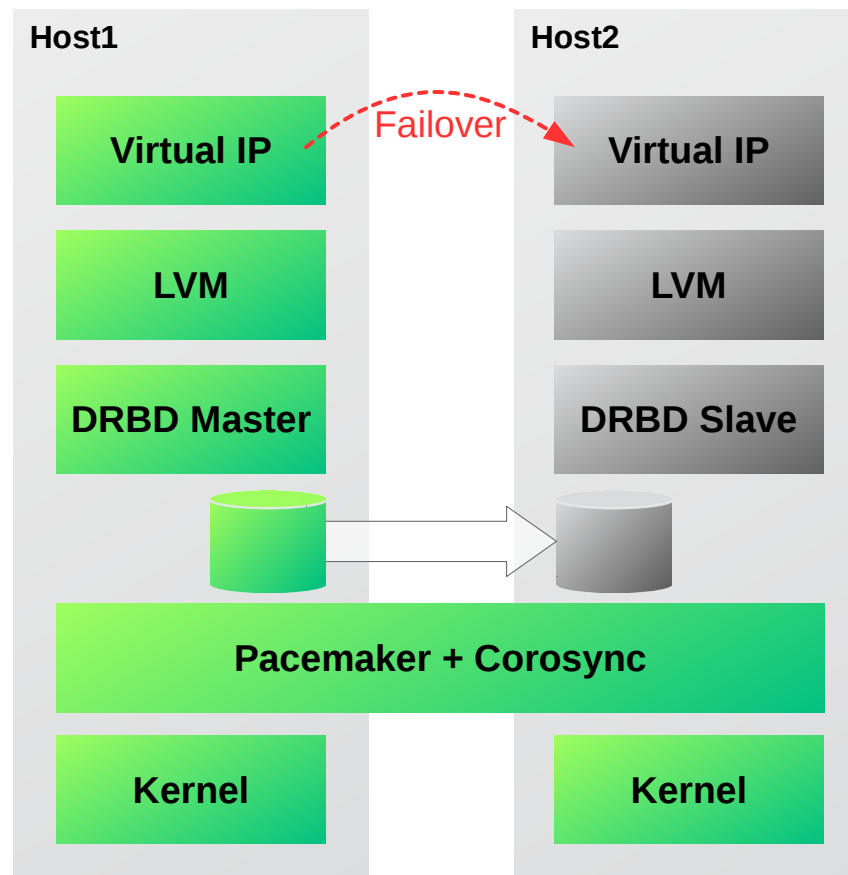 Host1
Host2
Failover
Virtual IP
Virtual IP
LVM
LVM
DRBD Master
DRBD Slave
Pacemaker + Corosync
Kernel
Kernel